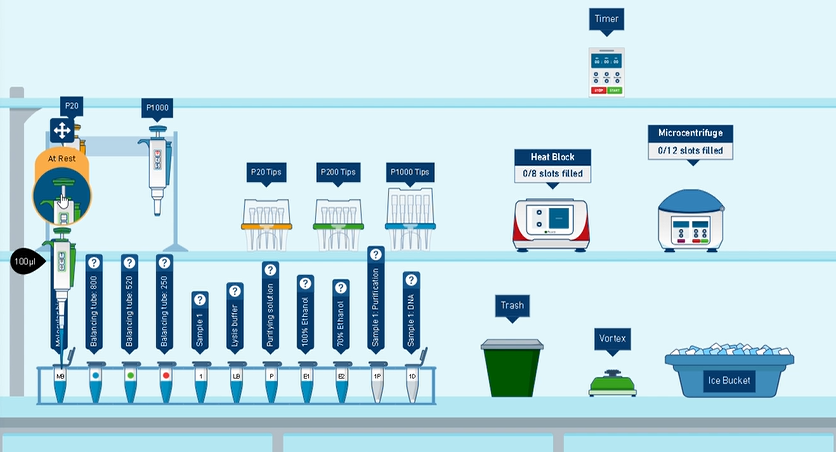 Timer
STOP START
P20
P1000
Microcentrifuge
0/12 slots filled
Heat Block
0/8 slots filled
At Rest
P20 Tips
P200 Tips
P1000 Tips
100µl
Balancing tube: 800
Balancing tube: 520
Balancing tube: 250
Sample 1
?
Lysis buffer
?
Purifying solution
?
100% Ethanol
?
70% Ethanol
?
Sample 1: Purification
?
Sample 1: DNA
?
?
?
?
Trash
Vortex
Ice Bucket
MB
1
LB
P
E1
E2
1P
1D